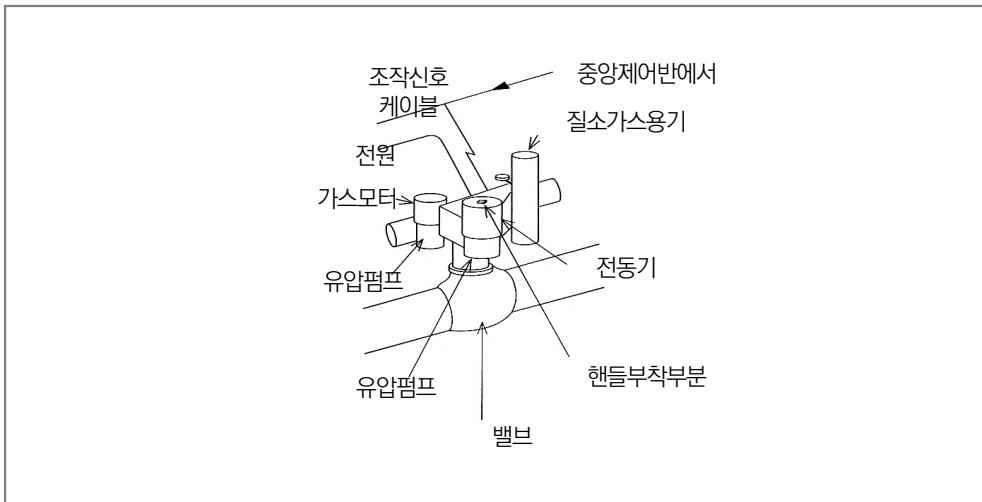 조작신호
케이블
중앙제어반에서
질소가스용기
전원
가스모터
유압펌프
전동기
유압펌프
핸들부착부분
밸브